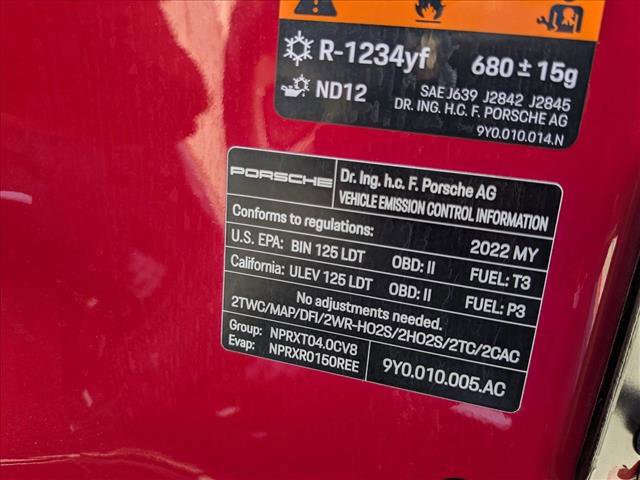 R-1234yf 680 ± 15g
ND12 SAE J639 J2842 J2845
DR. ING. H.C. F. PORSCHE AG
9Y0.010.014.N
PORSCHE Dr. Ing. h.c. F. Porsche AG
VEHICLE EMISSION CONTROL INFORMATION
Conforms to regulations: 2022 MY
U.S. EPA: BIN 125 LDT OBD: II FUEL: T3
California: ULEV 125 LDT OBD: II FUEL: P3
No adjustments needed.
2TWC/MAP/DFI/2WR-HO2S/2HO2S/2TC/2CAC
Group: NPRXT04.0CV8
Evap: NPRXR0150REE 9Y0.010.005.AC